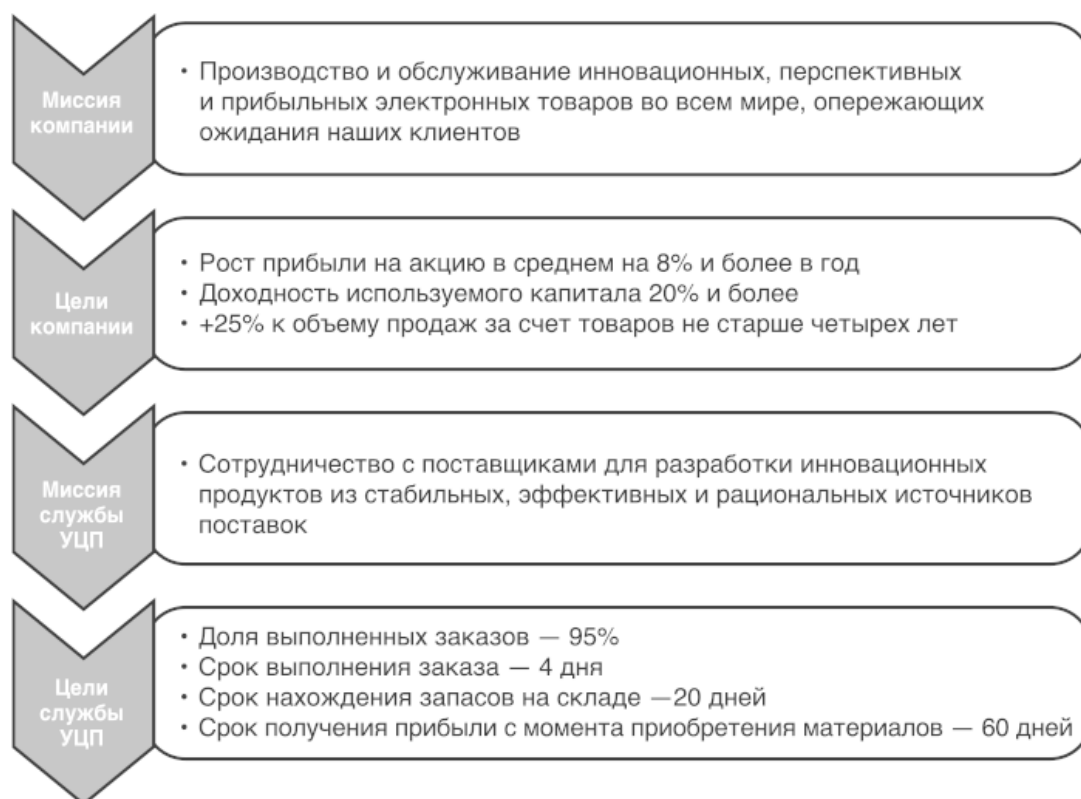 Миссия
компании
• Производство и обслуживание инновационных, перспективных
и прибыльных электронных товаров во всем мире, опережающих
ожидания наших клиентов
Цели
компании
• Рост прибыли на акцию в среднем на 8% и более в год
• Доходность используемого капитала 20% и более
• +25% к объему продаж за счет товаров не старше четырех лет
Миссия
службы
УЦП
• Сотрудничество с поставщиками для разработки инновационных
продуктов из стабильных, эффективных и рациональных источников
поставок
Цели
службы
УЦП
• Доля выполненных заказов — 95%
• Срок выполнения заказа — 4 дня
• Срок нахождения запасов на складе —20 дней
• Срок получения прибыли с момента приобретения материалов — 60 дней